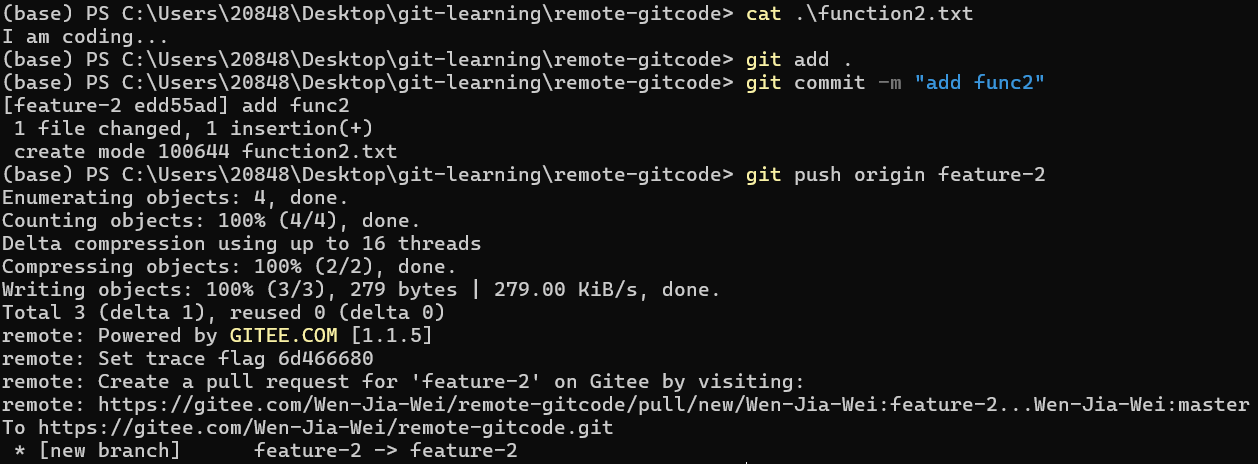 (base) PS C:\Users\20848\Desktop\git-learning\remote-gitcode> cat .\function2.txt
I am coding...
(base) PS C:\Users\20848\Desktop\git-learning\remote-gitcode> git add .
(base) PS C:\Users\20848\Desktop\git-learning\remote-gitcode> git commit -m "add func2"
[feature-2 edd55ad] add func2
 1 file changed, 1 insertion(+)
 create mode 100644 function2.txt
(base) PS C:\Users\20848\Desktop\git-learning\remote-gitcode> git push origin feature-2
Enumerating objects: 4, done.
Counting objects: 100% (4/4), done.
Delta compression using up to 16 threads
Compressing objects: 100% (2/2), done.
Writing objects: 100% (3/3), 279 bytes | 279.00 KiB/s, done.
Total 3 (delta 1), reused 0 (delta 0)
remote: Powered by GITEE.COM [1.1.5]
remote: Set trace flag 6d466680
remote: Create a pull request for 'feature-2' on Gitee by visiting:
remote: https://gitee.com/Wen-Jia-Wei/remote-gitcode/pull/new/Wen-Jia-Wei:feature-2...Wen-Jia-Wei:master
To https://gitee.com/Wen-Jia-Wei/remote-gitcode.git
 * [new branch]      feature-2 -> feature-2